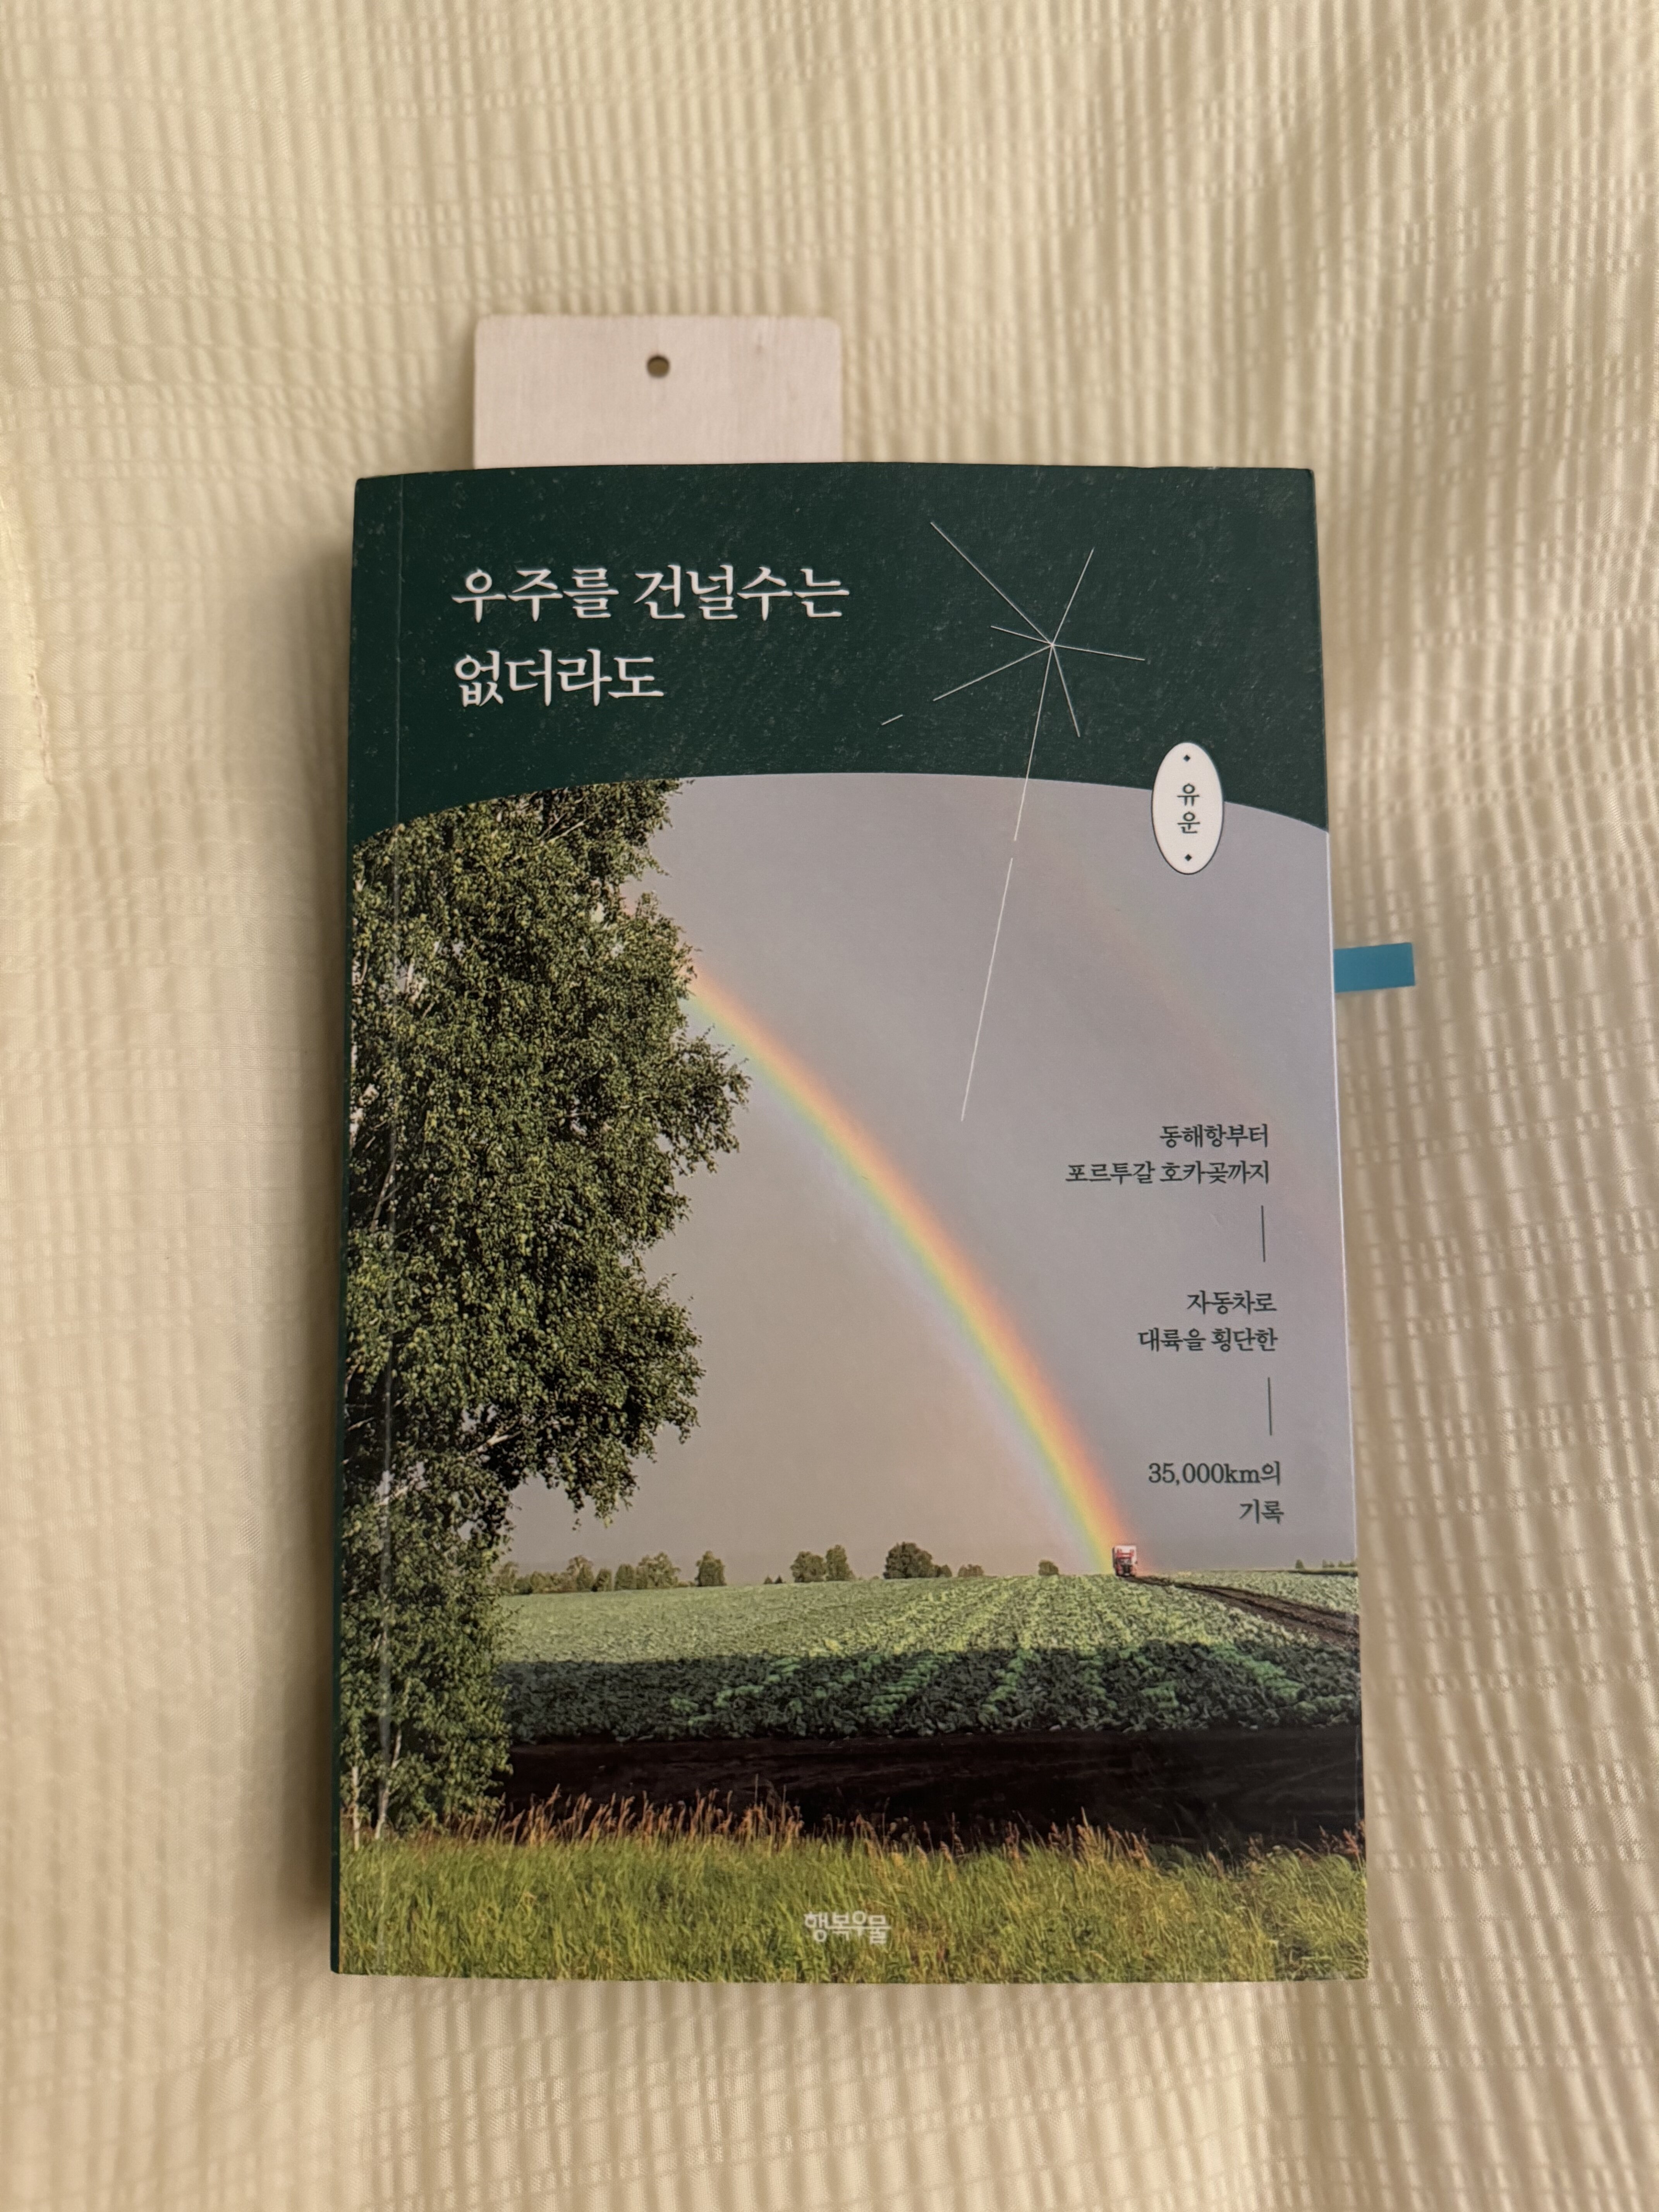 우주를 건널수는
없더라도
유운
동해항부터
포르투갈 호카곶까지
자동차로
대륙을 횡단한
35,000km의
기록
행복우물